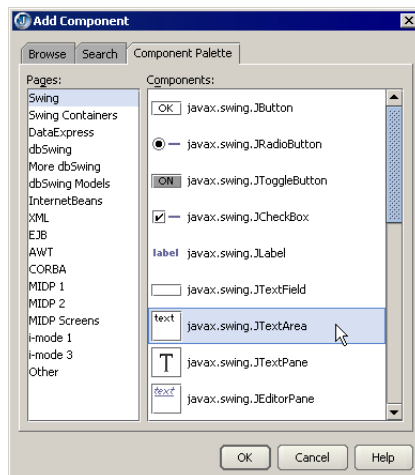 Add Component
Browse Search Component Palette
Pages:
Swing
Swing Containers
DataExpress
dbSwing
More dbSwing
dbSwing Models
InternetBeans
XML
EJB
AWT
CORBA
MIDP 1
MIDP 2
MIDP Screens
i-mode 1
i-mode 3
Other
Components:
OK javax.swing.JButton
javax.swing.JRadioButton
ON javax.swing.JToggleButton
javax.swing.JCheckBox
label javax.swing.JLabel
javax.swing.JTextField
text javax.swing.JTextArea
T javax.swing.JTextPane
text javax.swing.JEditorPane
OK Cancel Help